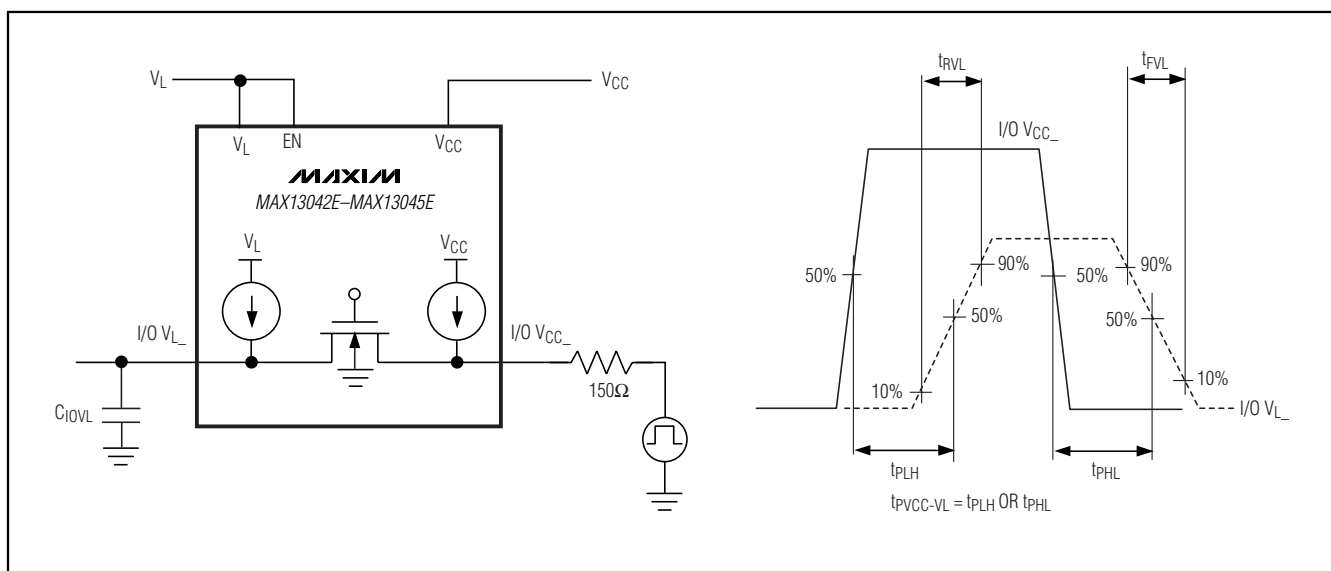 V_L
V_CC
V_L
EN
V_CC
MAXIM
MAX13042E–MAX13045E
V_L
V_CC
I/O V_L_
I/O V_CC_
150Ω
C_IOVL
t_RVL
t_FVL
I/O V_CC_
50%
90%
50%
90%
50%
50%
10%
10%
I/O V_L_
t_PLH
t_PHL
t_PVCC-VL = t_PLH OR t_PHL